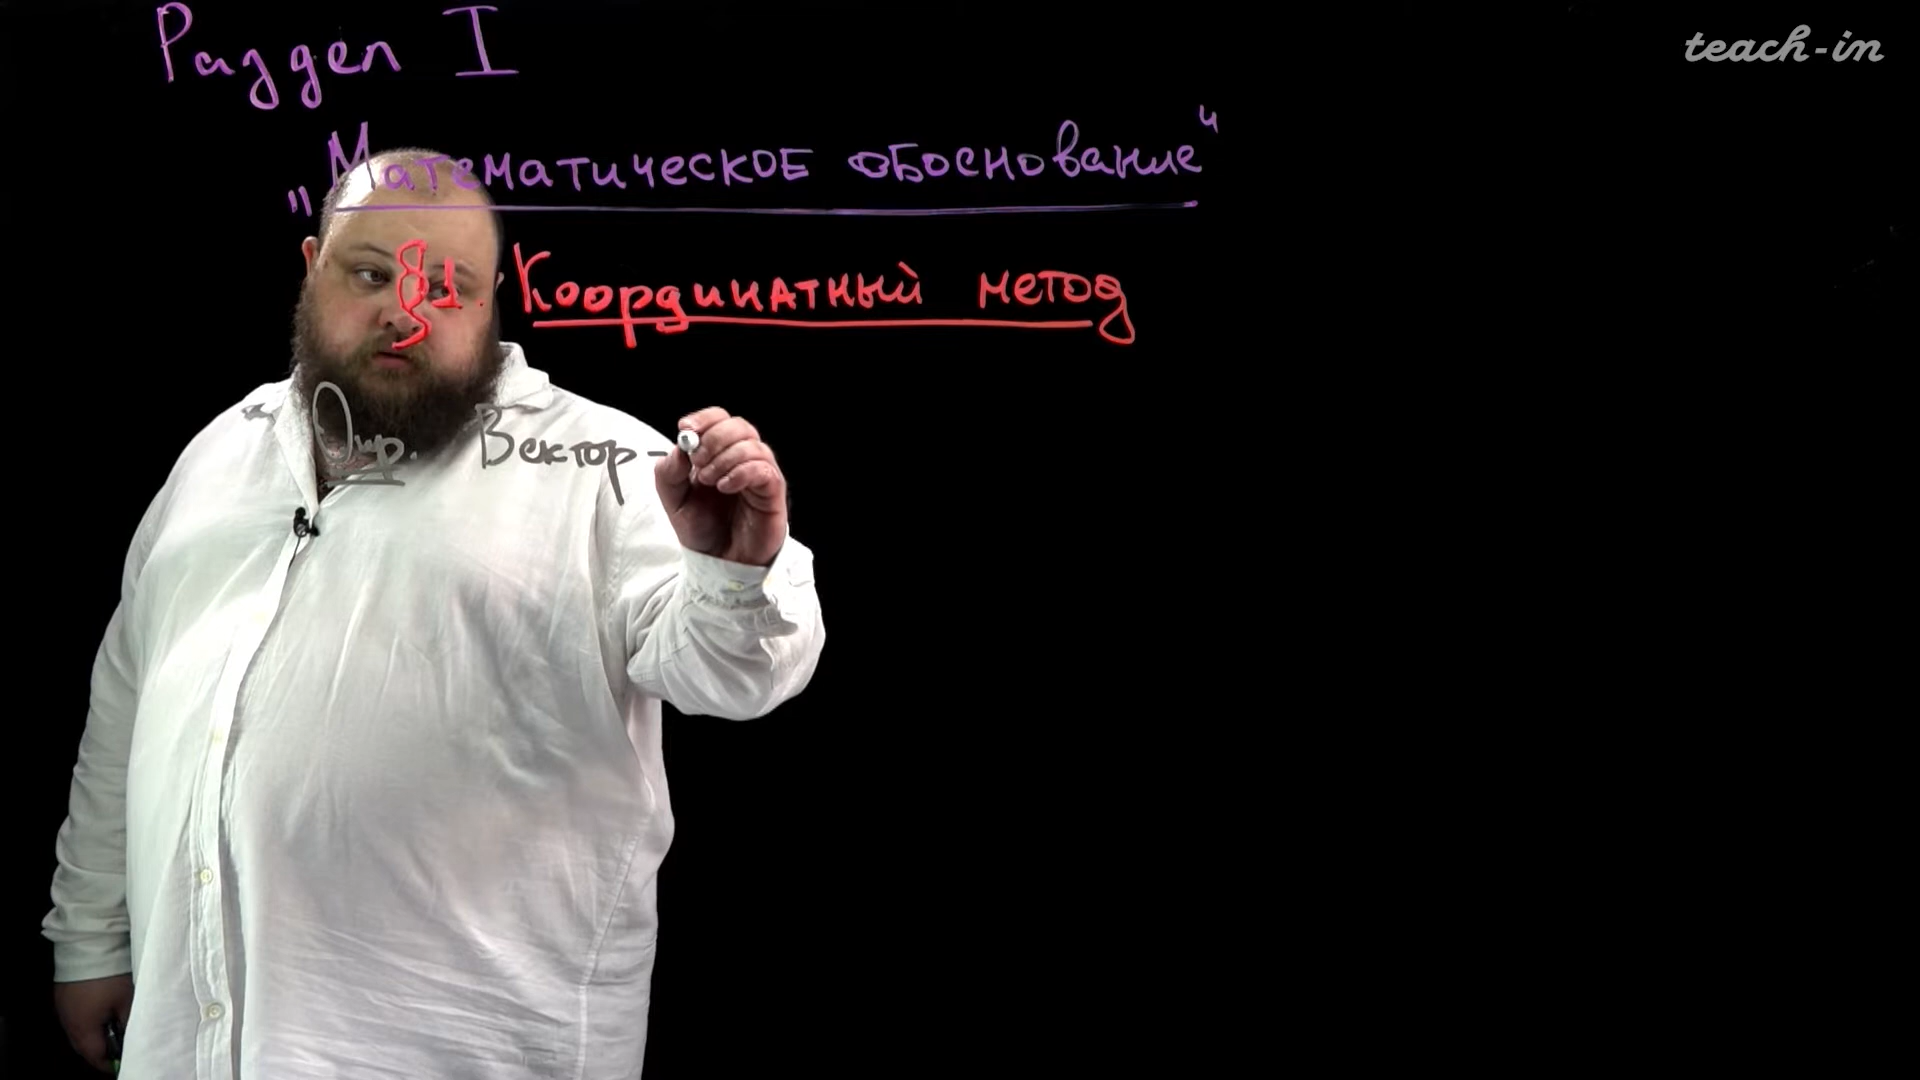 teach-in
Раздел I
"Математическое обоснование"
§1. Координатный метод
Опр. Вектор -